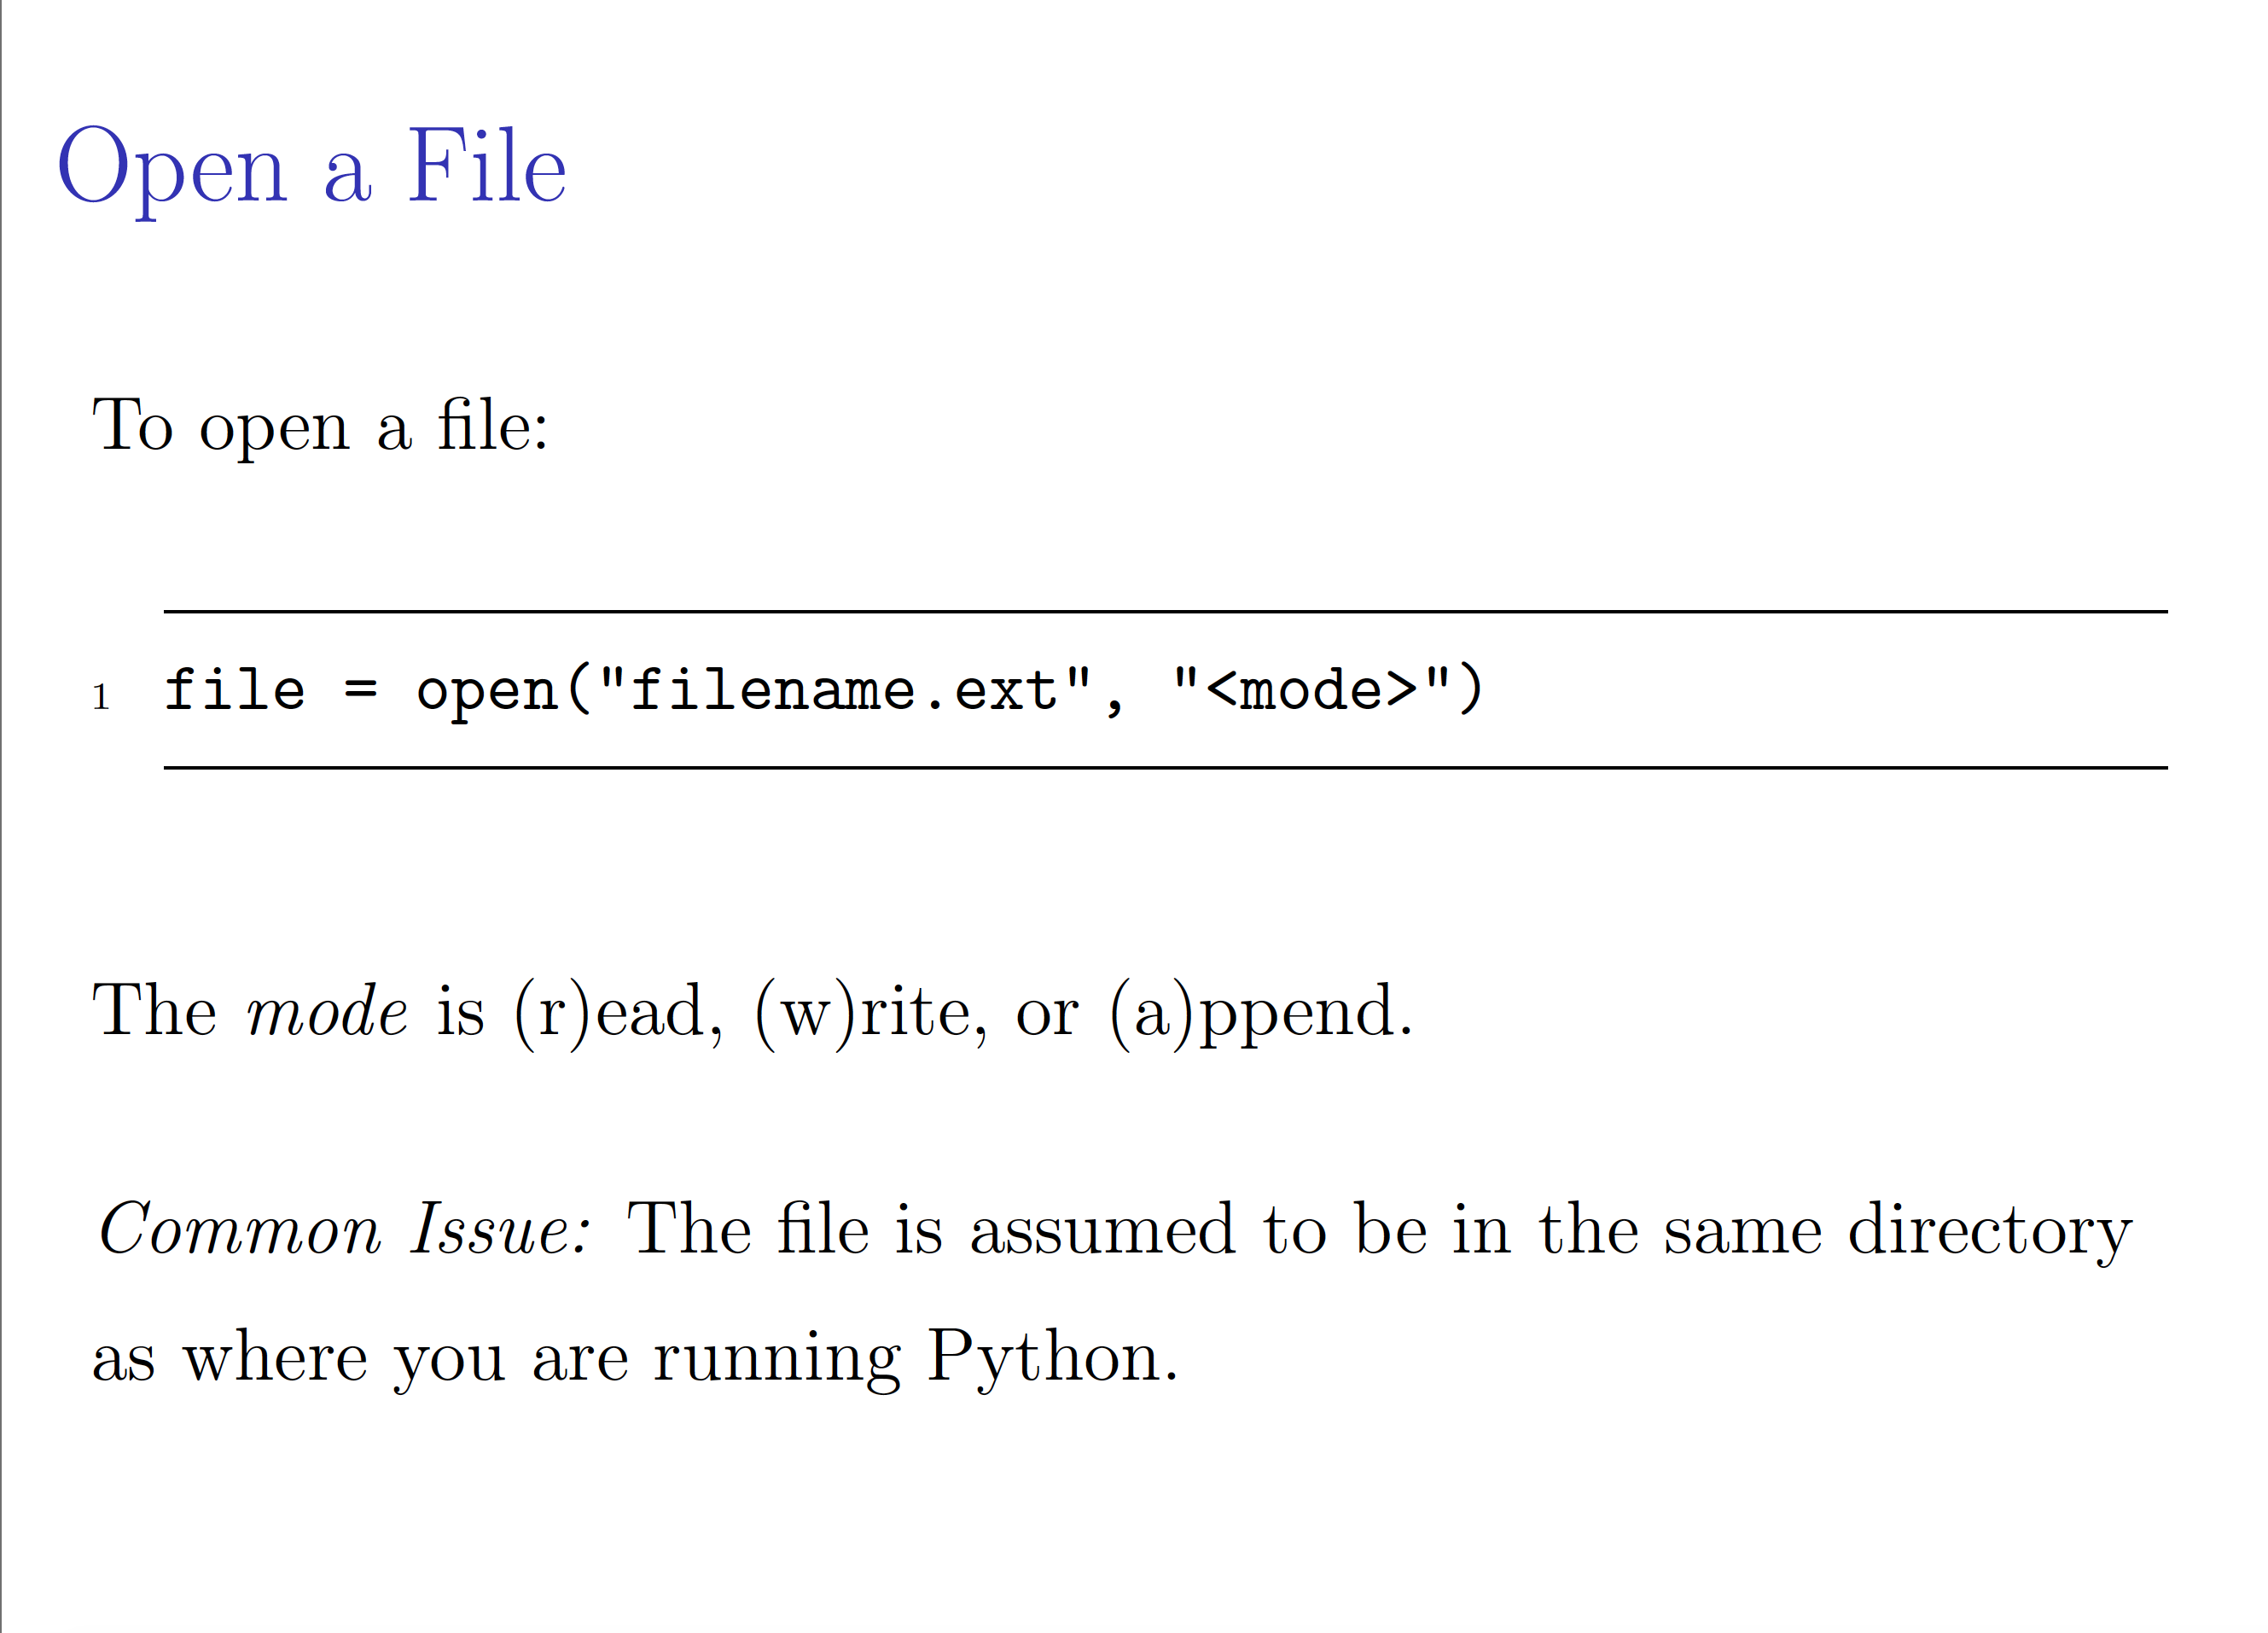 Open a File
To open a file:
1 file = open("filename.ext", "<mode>")
The mode is (r)ead, (w)rite, or (a)ppend.
Common Issue: The file is assumed to be in the same directory
as where you are running Python.